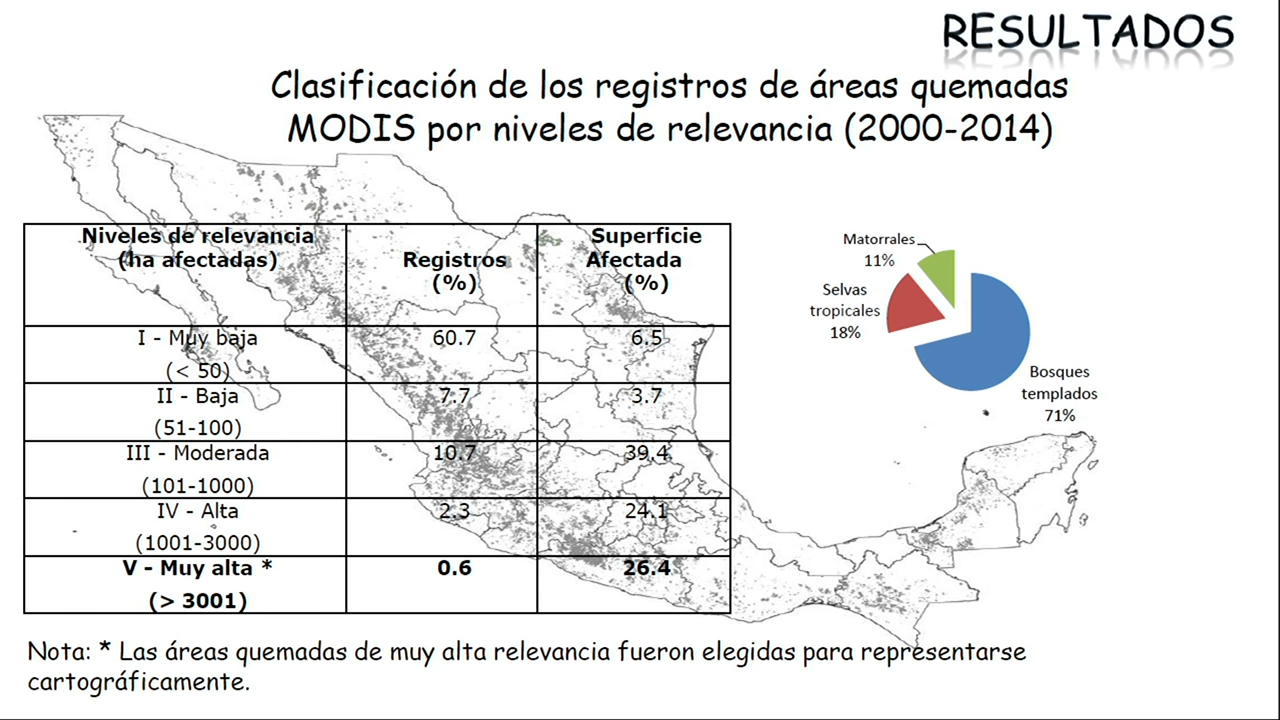 RESULTADOS
Clasificación de los registros de áreas quemadas
MODIS por niveles de relevancia (2000-2014)
Niveles de relevancia
(ha afectadas)
Registros
(%)
Superficie
Afectada
(%)
I - Muy baja
(< 50)
60.7
6.5
II - Baja
(51-100)
7.7
3.7
III - Moderada
(101-1000)
10.7
39.4
IV - Alta
(1001-3000)
2.3
24.1
V - Muy alta *
(> 3001)
0.6
26.4
Matorrales
11%
Selvas
tropicales
18%
Bosques
templados
71%
Nota: * Las áreas quemadas de muy alta relevancia fueron elegidas para representarse
cartográficamente.